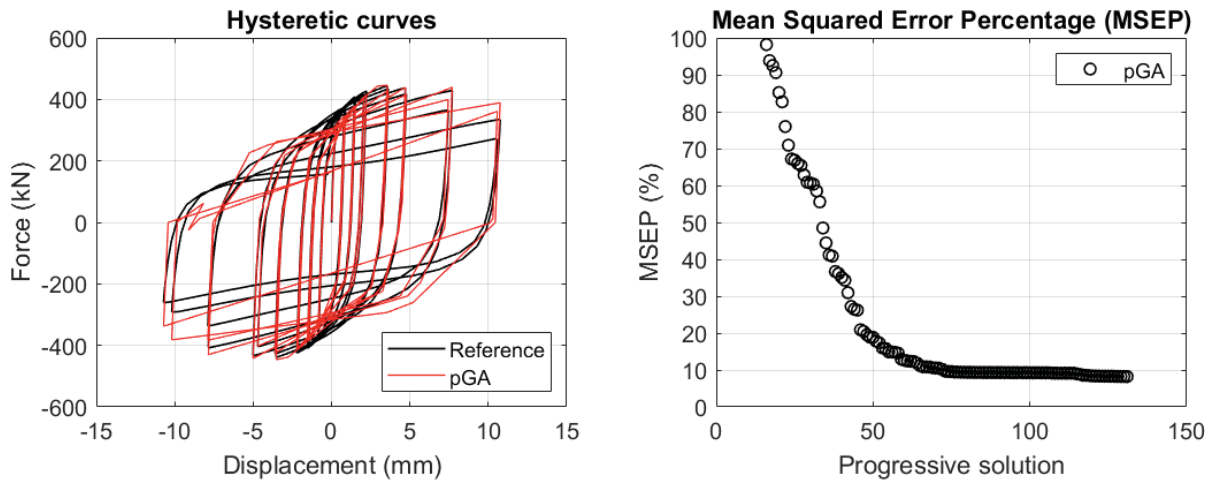 Hysteretic curves
600
400
200
0
-200
-400
-600
Force (kN)
-15 -10 -5 0 5 10 15
Displacement (mm)
Reference
pGA
Mean Squared Error Percentage (MSEP)
100
90
80
70
60
50
40
30
20
10
0
MSEP (%)
0 50 100 150
Progressive solution
pGA